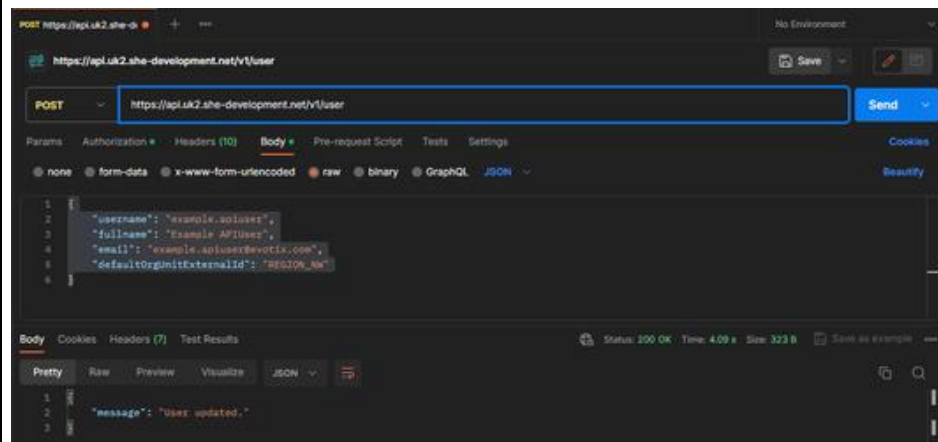 POST https://api.uk2.she-de + ••• No Environment
https://api.uk2.she-development.net/v1/user Save
POST https://api.uk2.she-development.net/v1/user Send
Params Authorization Headers (10) Body Pre-request Script Tests Settings Cookies
none form-data x-www-form-urlencoded raw binary GraphQL JSON Beautify
1 {
2 "username": "example.apiuser",
3 "fullname": "Example APIUser",
4 "email": "example.apiuser@evotix.com",
5 "defaultOrgUnitExternalId": "REGION_NW"
6 }
Body Cookies Headers (7) Test Results Status: 200 OK Time: 4.09 s Size: 323 B Save as example •••
Pretty Raw Preview Visualize JSON
1 {
2 "message": "User updated."
3 }